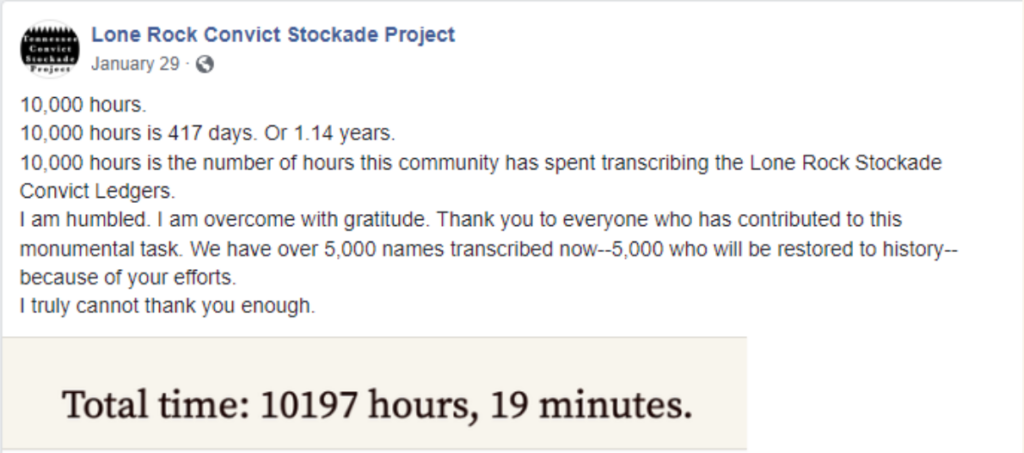 Tennessee
Convict
Stockade
Project
Lone Rock Convict Stockade Project
January 29 ·
10,000 hours.
10,000 hours is 417 days. Or 1.14 years.
10,000 hours is the number of hours this community has spent transcribing the Lone Rock Stockade
Convict Ledgers.
I am humbled. I am overcome with gratitude. Thank you to everyone who has contributed to this
monumental task. We have over 5,000 names transcribed now--5,000 who will be restored to history--
because of your efforts.
I truly cannot thank you enough.
Total time: 10197 hours, 19 minutes.